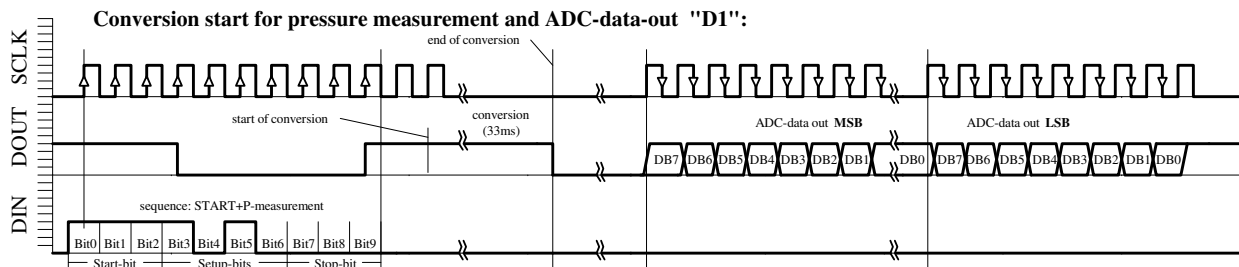 Conversion start for pressure measurement and ADC-data-out "D1":
end of conversion
SCLK
start of conversion
conversion
(33ms)
ADC-data out MSB
ADC-data out LSB
DOUT
DB7 DB6 DB5 DB4 DB3 DB2 DB1 DB0 DB7 DB6 DB5 DB4 DB3 DB2 DB1 DB0
sequence: START+P-measurement
DIN
Bit0 Bit1 Bit2 Bit3 Bit4 Bit5 Bit6 Bit7 Bit8 Bit9
Start-bit Setup-bits Stop-bit